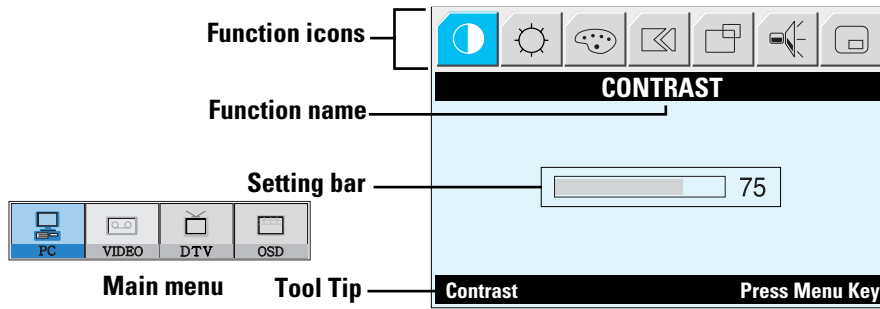 Function icons
CONTRAST
Function name
Setting bar
75
PC VIDEO DTV OSD
Main menu
Tool Tip
Contrast Press Menu Key